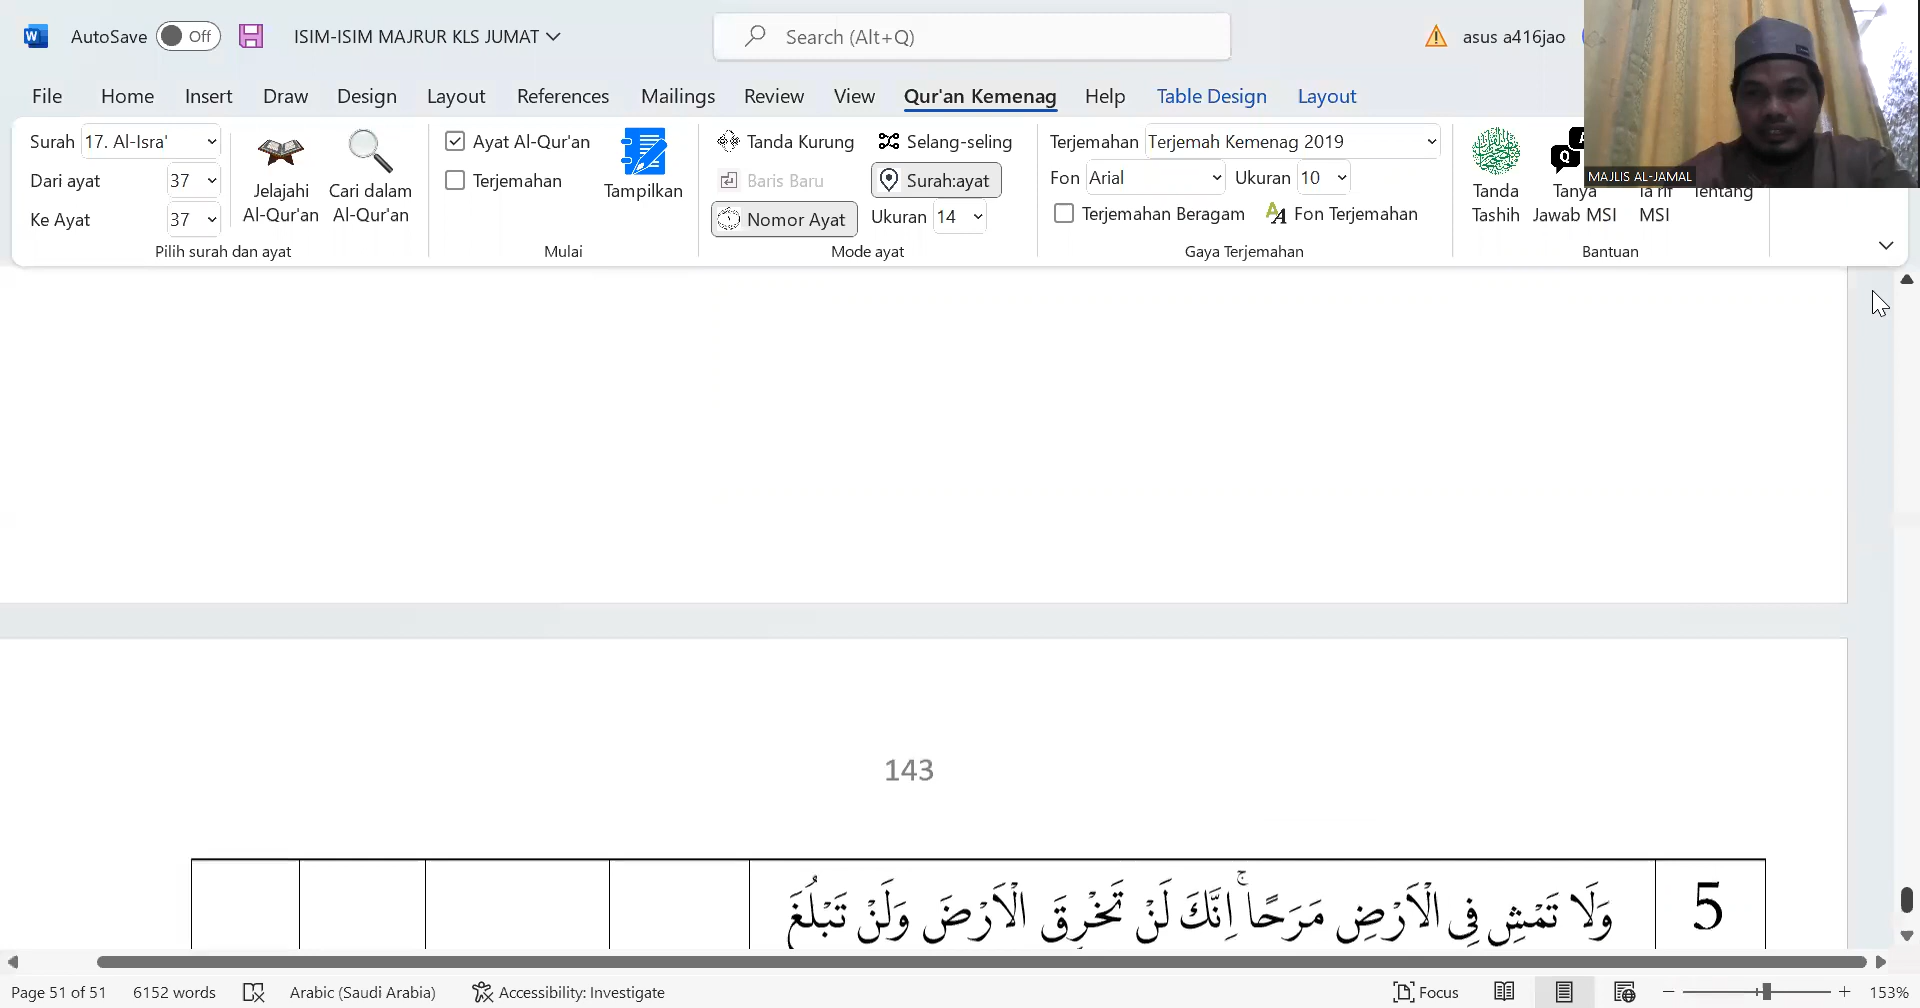 AutoSave Off ISIM-ISIM MAJRUR KLS JUMAT Search (Alt+Q) asus a416jao
File Home Insert Draw Design Layout References Mailings Review View Qur'an Kemenag Help Table Design Layout
Surah 17. Al-Isra'
Dari ayat 37
Ke Ayat 37
Jelajahi
Al-Qur'an
Cari dalam
Al-Qur'an
Pilih surah dan ayat
Ayat Al-Qur'an
Terjemahan
Tampilkan
Mulai
Tanda Kurung
Baris Baru
Nomor Ayat
Selang-seling
Surah:ayat
Ukuran 14
Mode ayat
Terjemahan Terjemah Kemenag 2019
Fon Arial Ukuran 10
Terjemahan Beragam Fon Terjemahan
Gaya Terjemahan
Tanda
Tashih
Tanya
Jawab MSI
Ta'rif
MSI
Tentang
Bantuan
MAJLIS AL-JAMAL
143
5
وَلَا تَمْشِ فِى الْاَرْضِ مَرَحًاۚ اِنَّكَ لَنْ تَخْرِقَ الْاَرْضَ وَلَنْ تَبْلُغَ
Page 51 of 51 6152 words Arabic (Saudi Arabia) Accessibility: Investigate Focus 153%